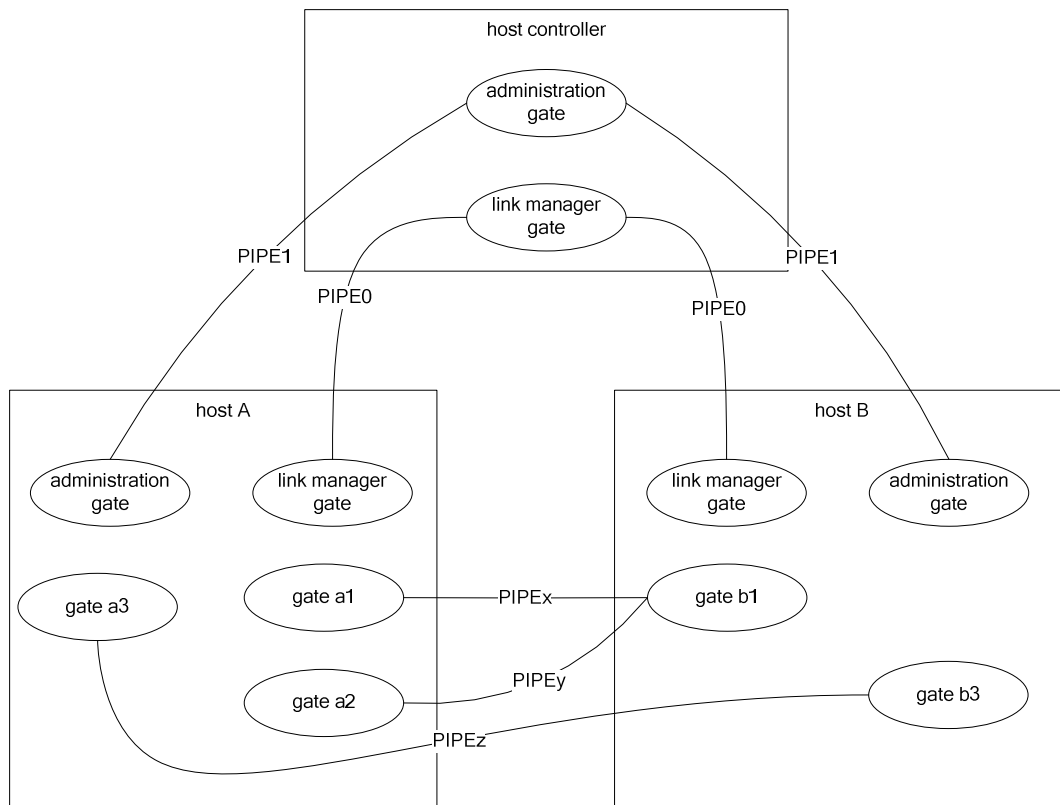 host controller
administration
gate
link manager
gate
PIPE1
PIPE1
PIPE0
PIPE0
host A
host B
administration
gate
link manager
gate
link manager
gate
administration
gate
gate a3
gate a1
PIPEx
gate b1
gate a2
PIPEy
gate b3
PIPEz